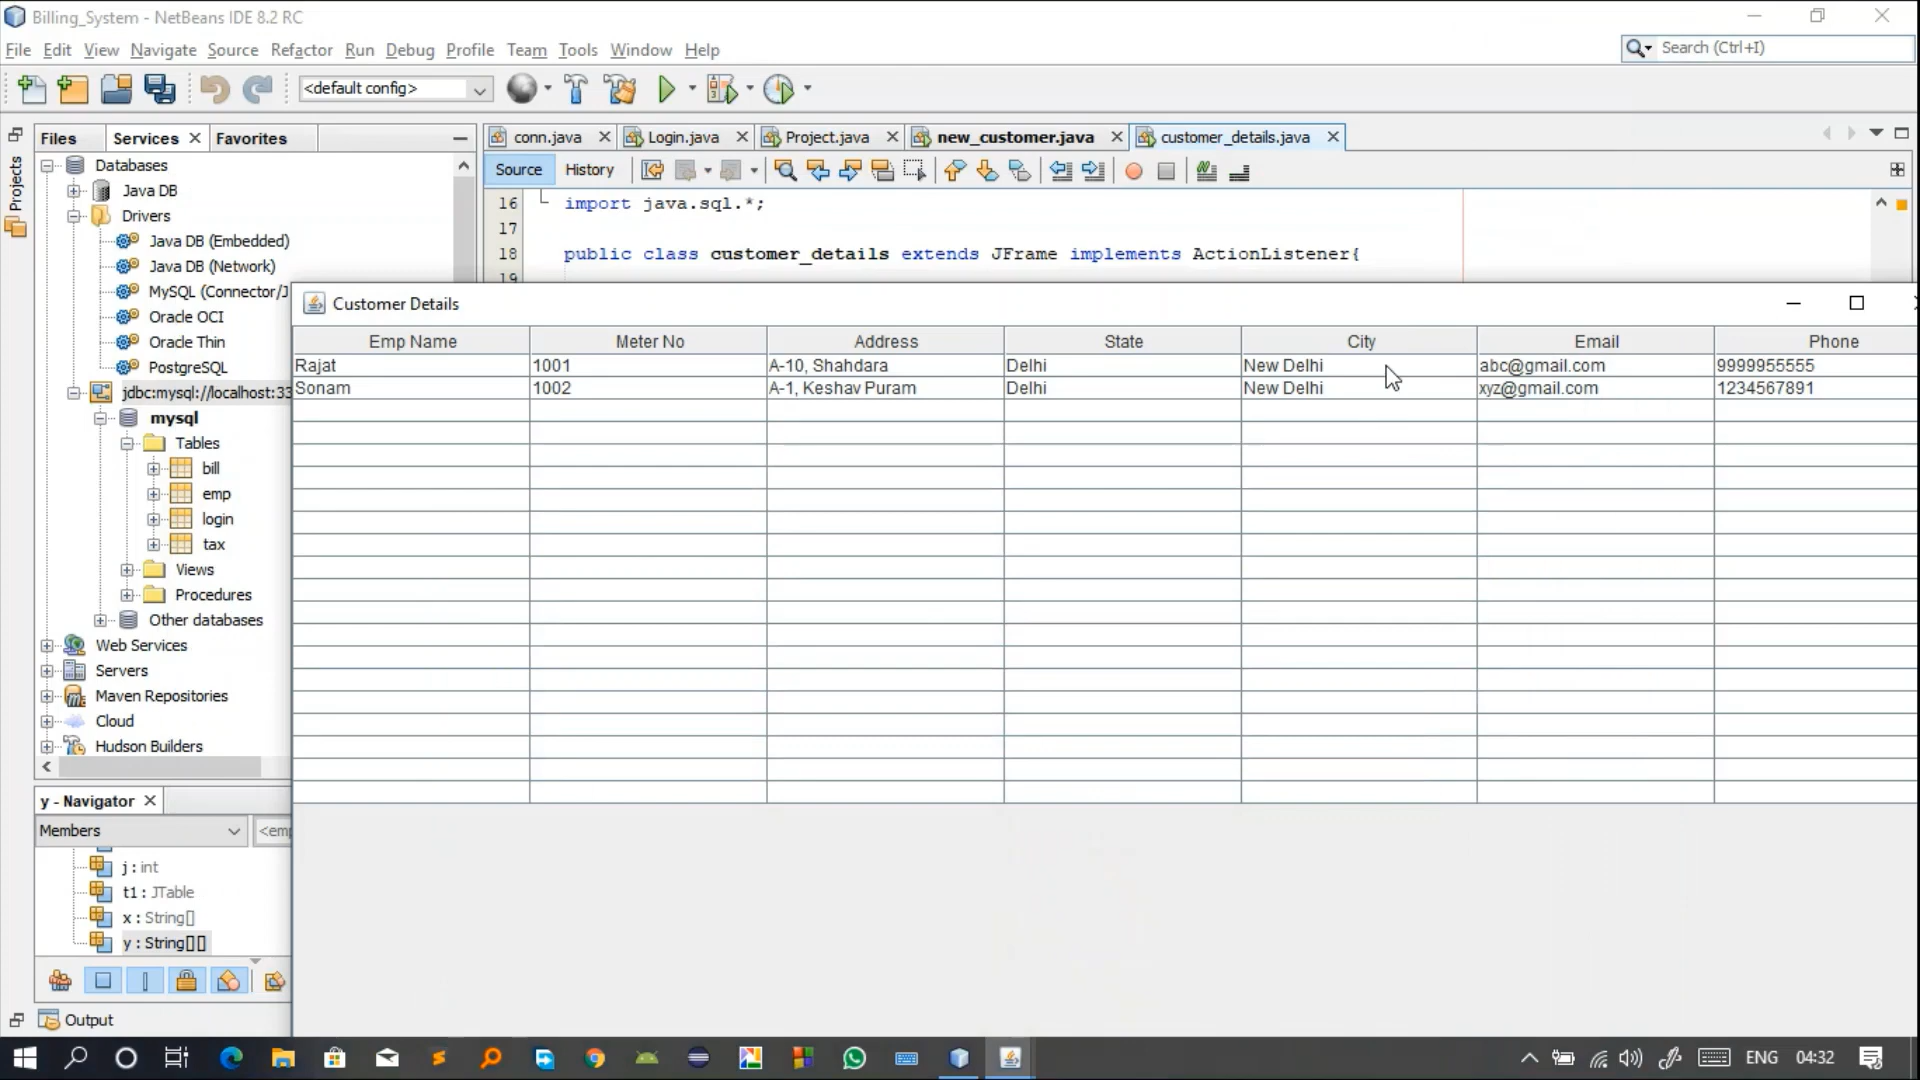 Billing_System - NetBeans IDE 8.2 RC
File Edit View Navigate Source Refactor Run Debug Profile Team Tools Window Help
Search (Ctrl+I)
<default config>
Files Services Favorites
conn.java Login.java Project.java new_customer.java customer_details.java
Projects
Source History
Databases
Java DB
Drivers
Java DB (Embedded)
Java DB (Network)
MySQL (Connector/J
Oracle OCI
Oracle Thin
PostgreSQL
jdbc:mysql://localhost:33
mysql
Tables
bill
emp
login
tax
Views
Procedures
Other databases
Web Services
Servers
Maven Repositories
Cloud
Hudson Builders
16 import java.sql.*;
17
18 public class customer_details extends JFrame implements ActionListener{
19
Customer Details
Emp Name Meter No Address State City Email Phone
Rajat 1001 A-10, Shahdara Delhi New Delhi abc@gmail.com 9999955555
Sonam 1002 A-1, Keshav Puram Delhi New Delhi xyz@gmail.com 1234567891
y - Navigator
Members <emp
j : int
t1 : JTable
x : String[]
y : String[][]
Output
ENG 04:32